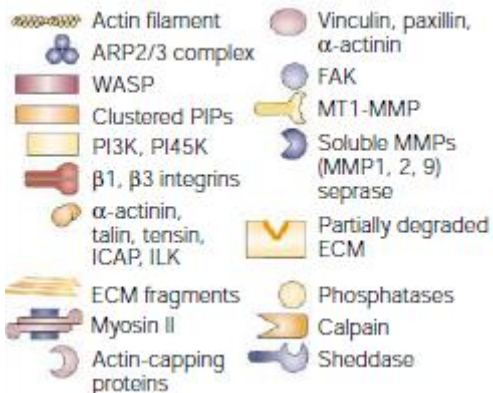 Actin filament
ARP2/3 complex
WASP
Clustered PIPs
PI3K, PI45K
β1, β3 integrins
α-actinin,
talin, tensin,
ICAP, ILK
ECM fragments
Myosin II
Actin-capping
proteins
Vinculin, paxillin,
α-actinin
FAK
MT1-MMP
Soluble MMPs
(MMP1, 2, 9)
seprase
Partially degraded
ECM
Phosphatases
Calpain
Sheddase